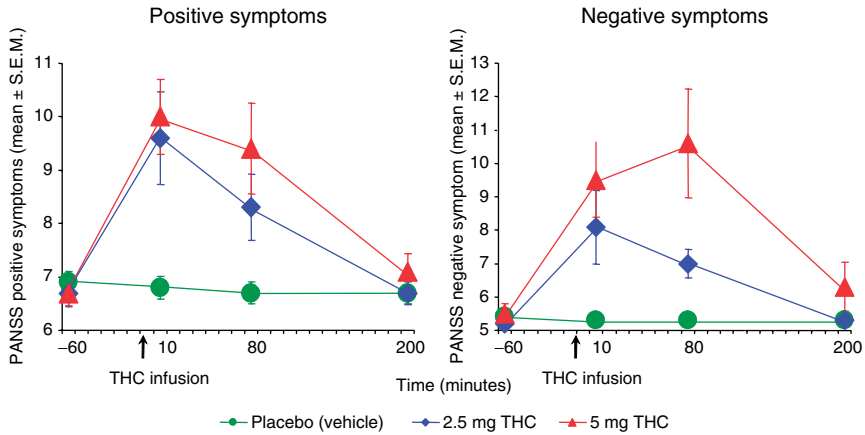 Positive symptoms
PANSS positive symptoms (mean ± S.E.M.)
11
10
9
8
7
6
–60
10
80
200
THC infusion
Negative symptoms
PANSS negative symptom (mean ± S.E.M.)
13
12
11
10
9
8
7
6
5
–60
10
80
200
THC infusion
Time (minutes)
Placebo (vehicle) 2.5 mg THC 5 mg THC